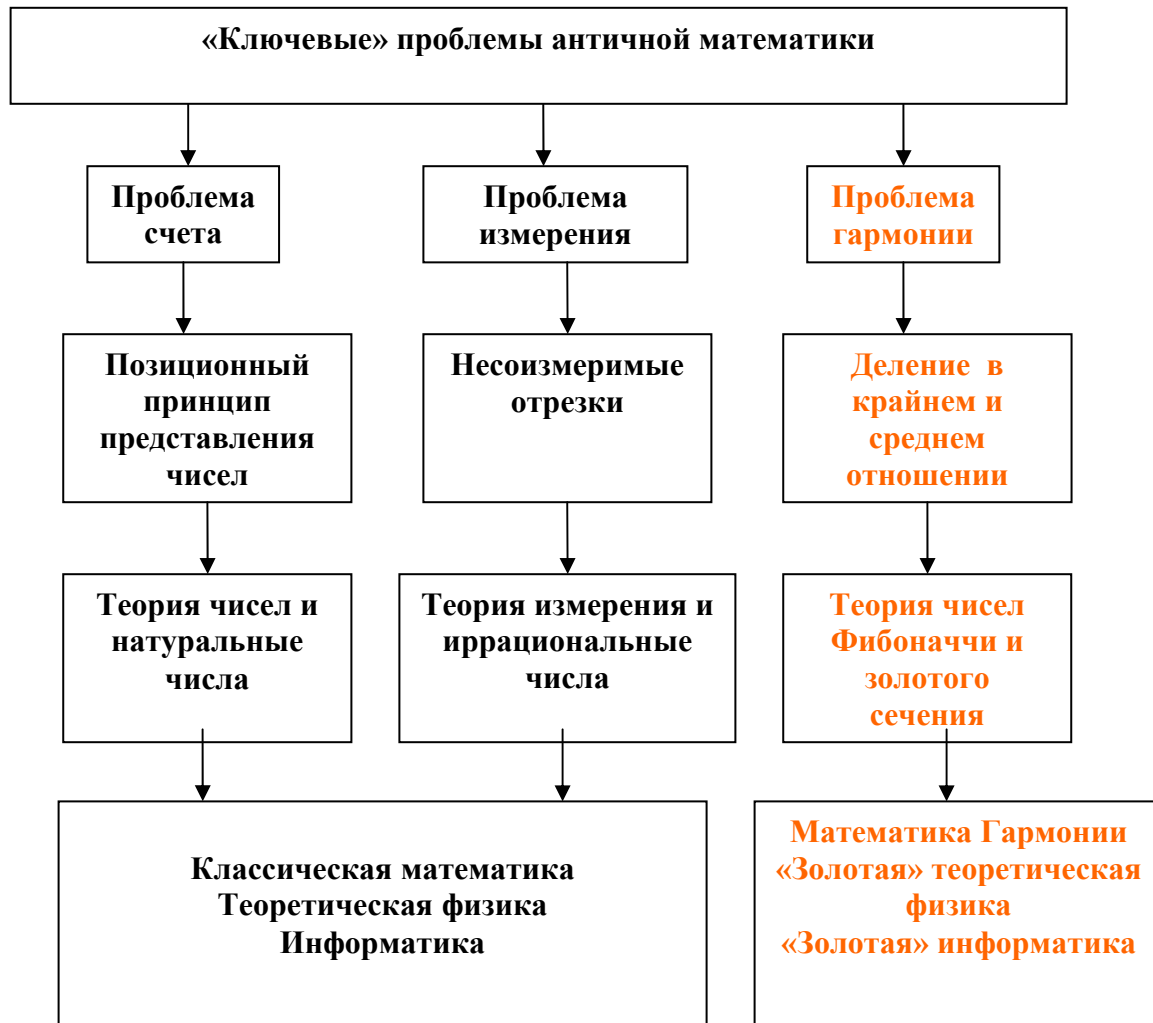 «Ключевые» проблемы античной математики
Проблема
счета
Проблема
измерения
Проблема
гармонии
Позиционный
принцип
представления
чисел
Несоизмеримые
отрезки
Деление в
крайнем и
среднем
отношении
Теория чисел и
натуральные
числа
Теория измерения и
иррациональные
числа
Теория чисел
Фибоначчи и
золотого
сечения
Классическая математика
Теоретическая физика
Информатика
Математика Гармонии
«Золотая» теоретическая
физика
«Золотая» информатика